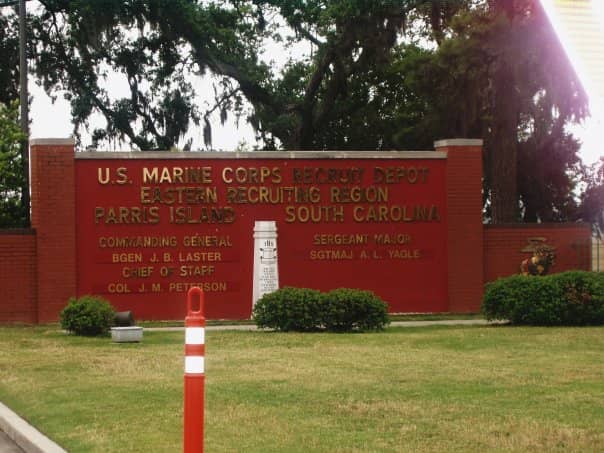 U.S. MARINE CORPS RECRUIT DEPOT
EASTERN RECRUITING REGION
PARRIS ISLAND SOUTH CAROLINA
COMMANDING GENERAL
BGEN J. B. LASTER
CHIEF OF STAFF
COL J. M. PETERSON
SERGEANT MAJOR
SGTMAJ A. L. YAGLE